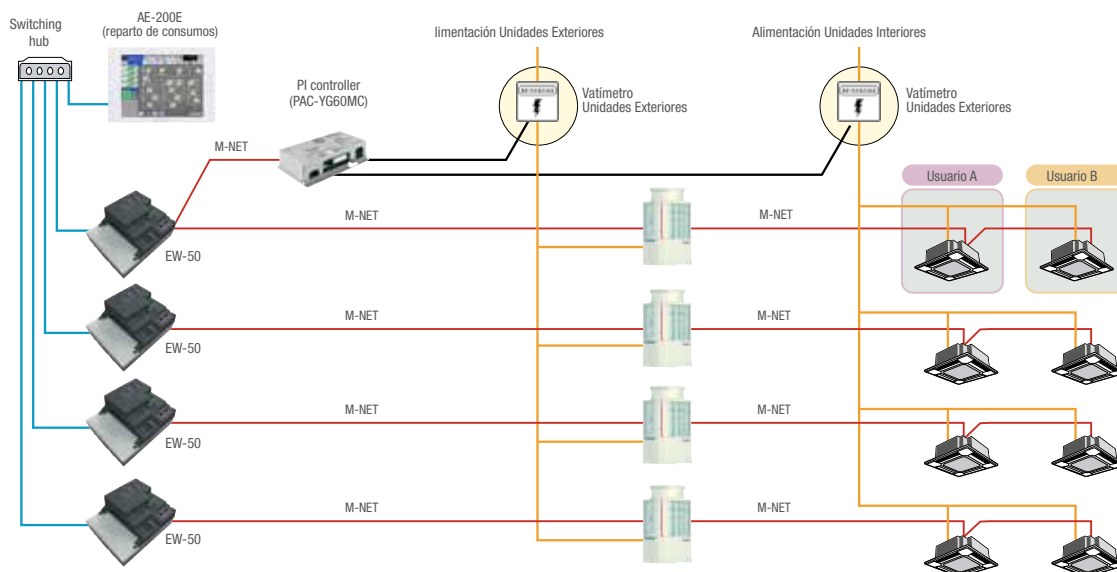 Switching
hub
AE-200E
(reparto de consumos)
PI controller
(PAC-YG60MC)
limentación Unidades Exteriores
Alimentación Unidades Interiores
Vatímetro
Unidades Exteriores
Vatímetro
Unidades Exteriores
M-NET
Usuario A
Usuario B
M-NET
M-NET
EW-50
M-NET
M-NET
EW-50
M-NET
M-NET
EW-50
M-NET
M-NET
EW-50